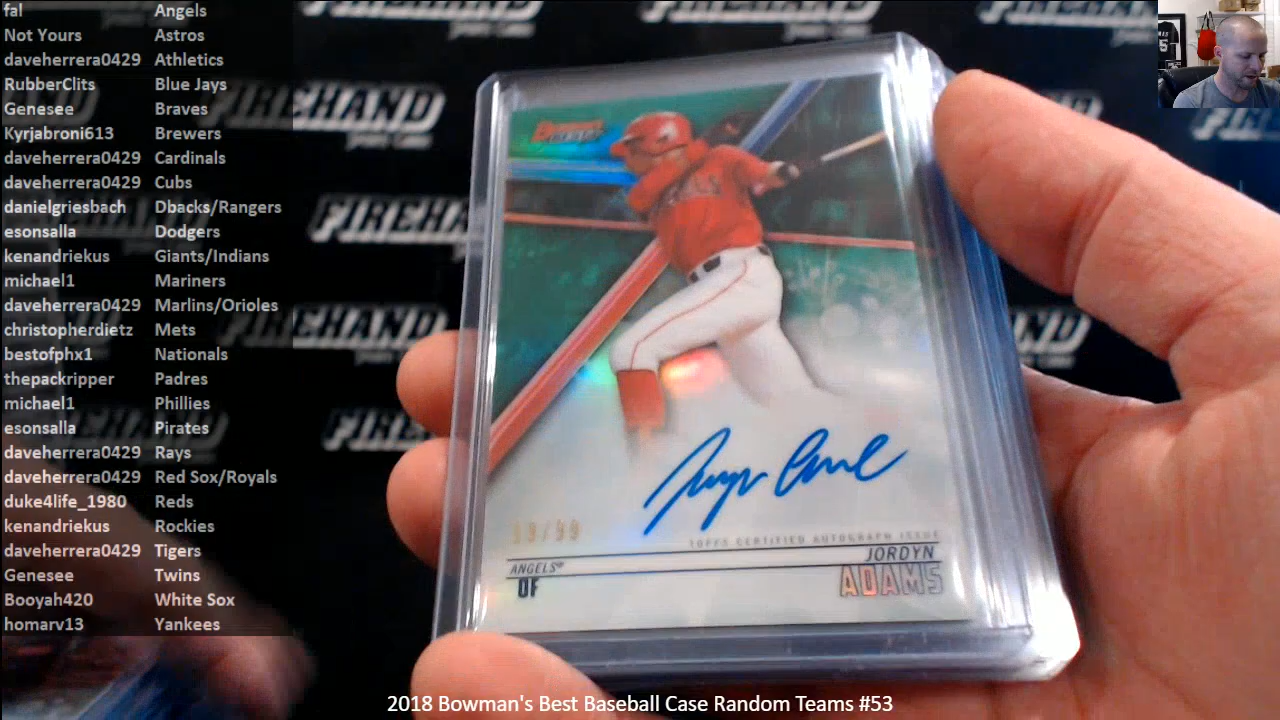 fal Angels
Not Yours Astros
daveherrera0429 Athletics
RubberClits Blue Jays
Genesee Braves
Kyrjabroni613 Brewers
daveherrera0429 Cardinals
daveherrera0429 Cubs
danielgriesbach Dbacks/Rangers
esonsalla Dodgers
kenandriekus Giants/Indians
michael1 Mariners
daveherrera0429 Marlins/Orioles
christopherdietz Mets
bestofphx1 Nationals
thepackripper Padres
michael1 Phillies
esonsalla Pirates
daveherrera0429 Rays
daveherrera0429 Red Sox/Royals
duke4life_1980 Reds
kenandriekus Rockies
daveherrera0429 Tigers
Genesee Twins
Booyah420 White Sox
homarv13 Yankees
FIREHAND
FIREHAND
FIREHAND
TOPPS CERTIFIED AUTOGRAPH ISSUE
ANGELS
OF
JORDYN
ADAMS
2018 Bowman's Best Baseball Case Random Teams #53